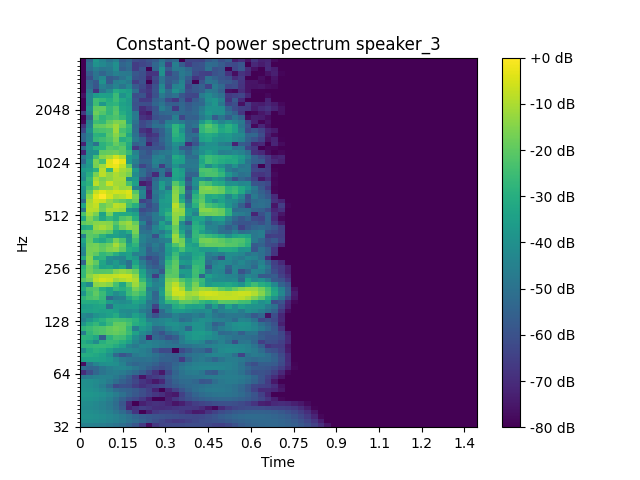 Constant-Q power spectrum speaker_3
Hz
2048
1024
512
256
128
64
32
0 0.15 0.3 0.45 0.6 0.75 0.9 1.1 1.2 1.4
Time
+0 dB
-10 dB
-20 dB
-30 dB
-40 dB
-50 dB
-60 dB
-70 dB
-80 dB